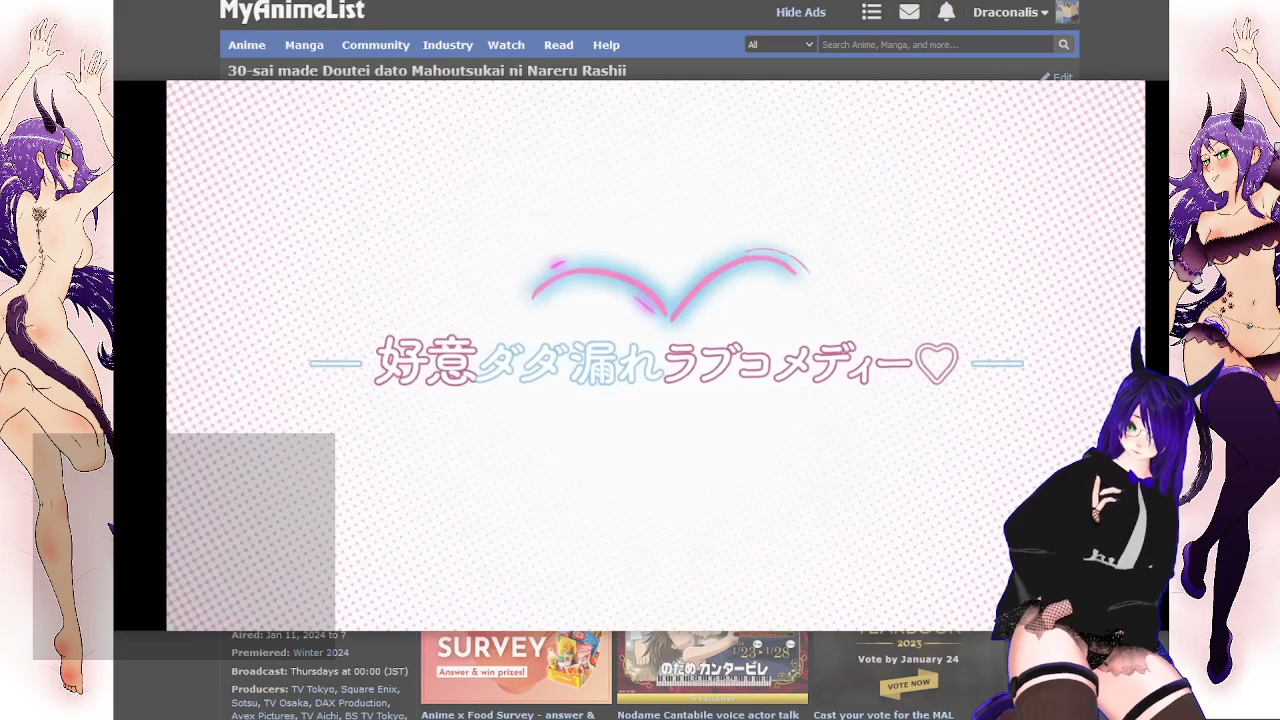 MyAnimeList
Hide Ads
Draconalis
Anime Manga Community Industry Watch Read Help
All
Search Anime, Manga, and more...
30-sai made Doutei dato Mahoutsukai ni Nareru Rashii
Edit
好意ダダ漏れラブコメディー♡
Aired: Jan 11, 2024 to ?
Premiered: Winter 2024
Broadcast: Thursdays at 00:00 (JST)
Producers: TV Tokyo, Square Enix,
Sotsu, TV Osaka, DAX Production,
Avex Pictures, TV Aichi, BS TV Tokyo,
SURVEY
Answer & win prizes!
Anime x Food Survey - answer &
1/23 1/28
のだめ カンタービレ
Nodame Cantabile voice actor talk
YEARBOOK
2023
Vote by January 24
VOTE NOW
Cast your vote for the MAL